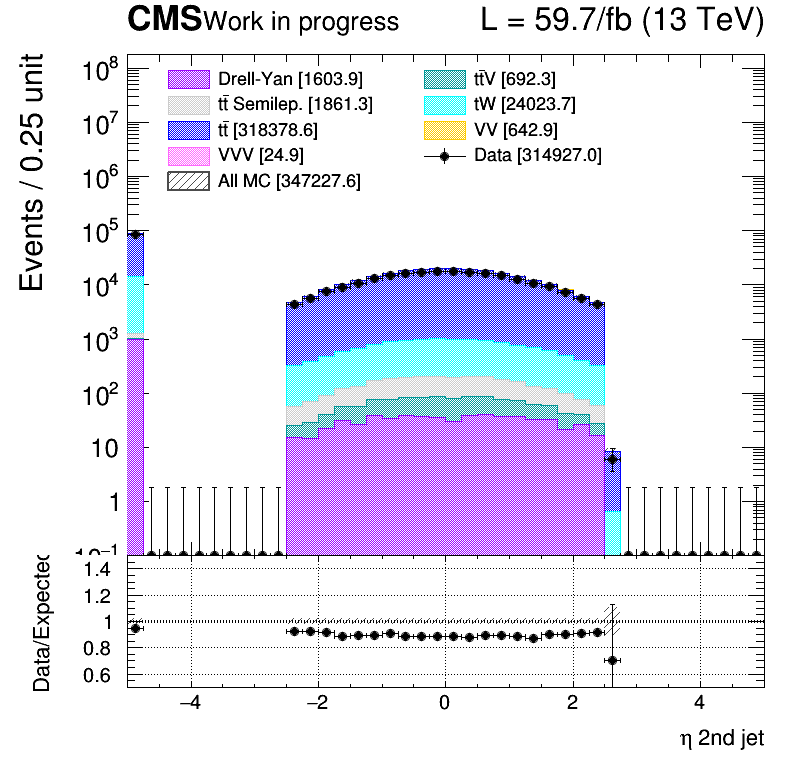 CMS Work in progress L = 59.7/fb (13 TeV)
Events / 0.25 unit
10⁸
10⁷
10⁶
10⁵
10⁴
10³
10²
10
1
10⁻¹
Drell-Yan [1603.9]
tt̄V [692.3]
tt̄ Semilep. [1861.3]
tW [24023.7]
tt̄ [318378.6]
VV [642.9]
VVV [24.9]
Data [314927.0]
All MC [347227.6]
Data/Expected
1.4
1.2
1
0.8
0.6
−4 −2 0 2 4
η 2nd jet